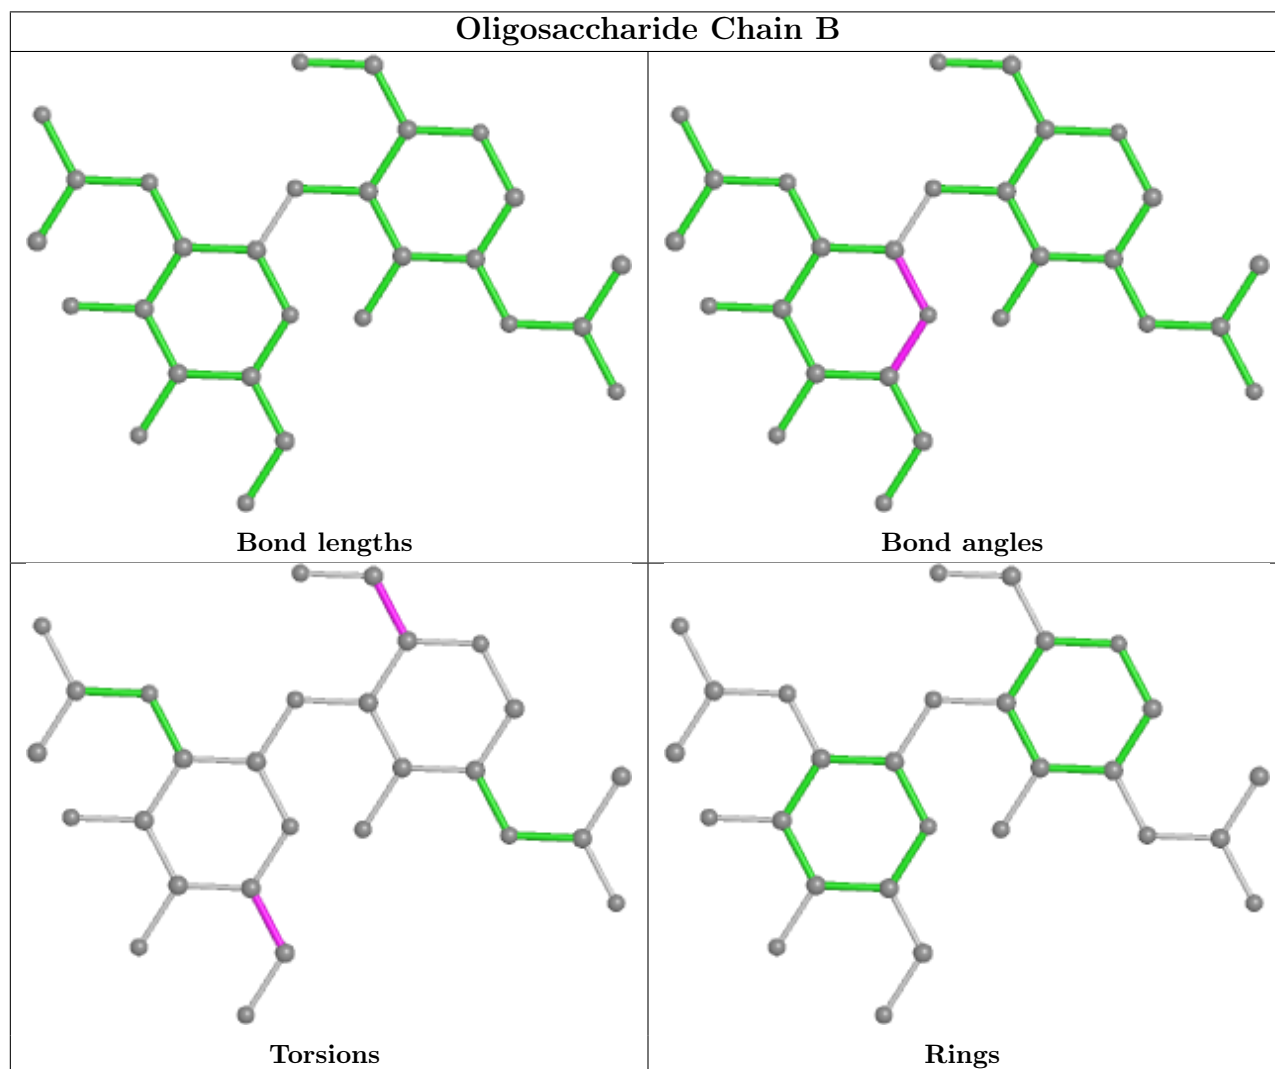 Oligosaccharide Chain B
Bond lengths
Bond angles
Torsions
Rings